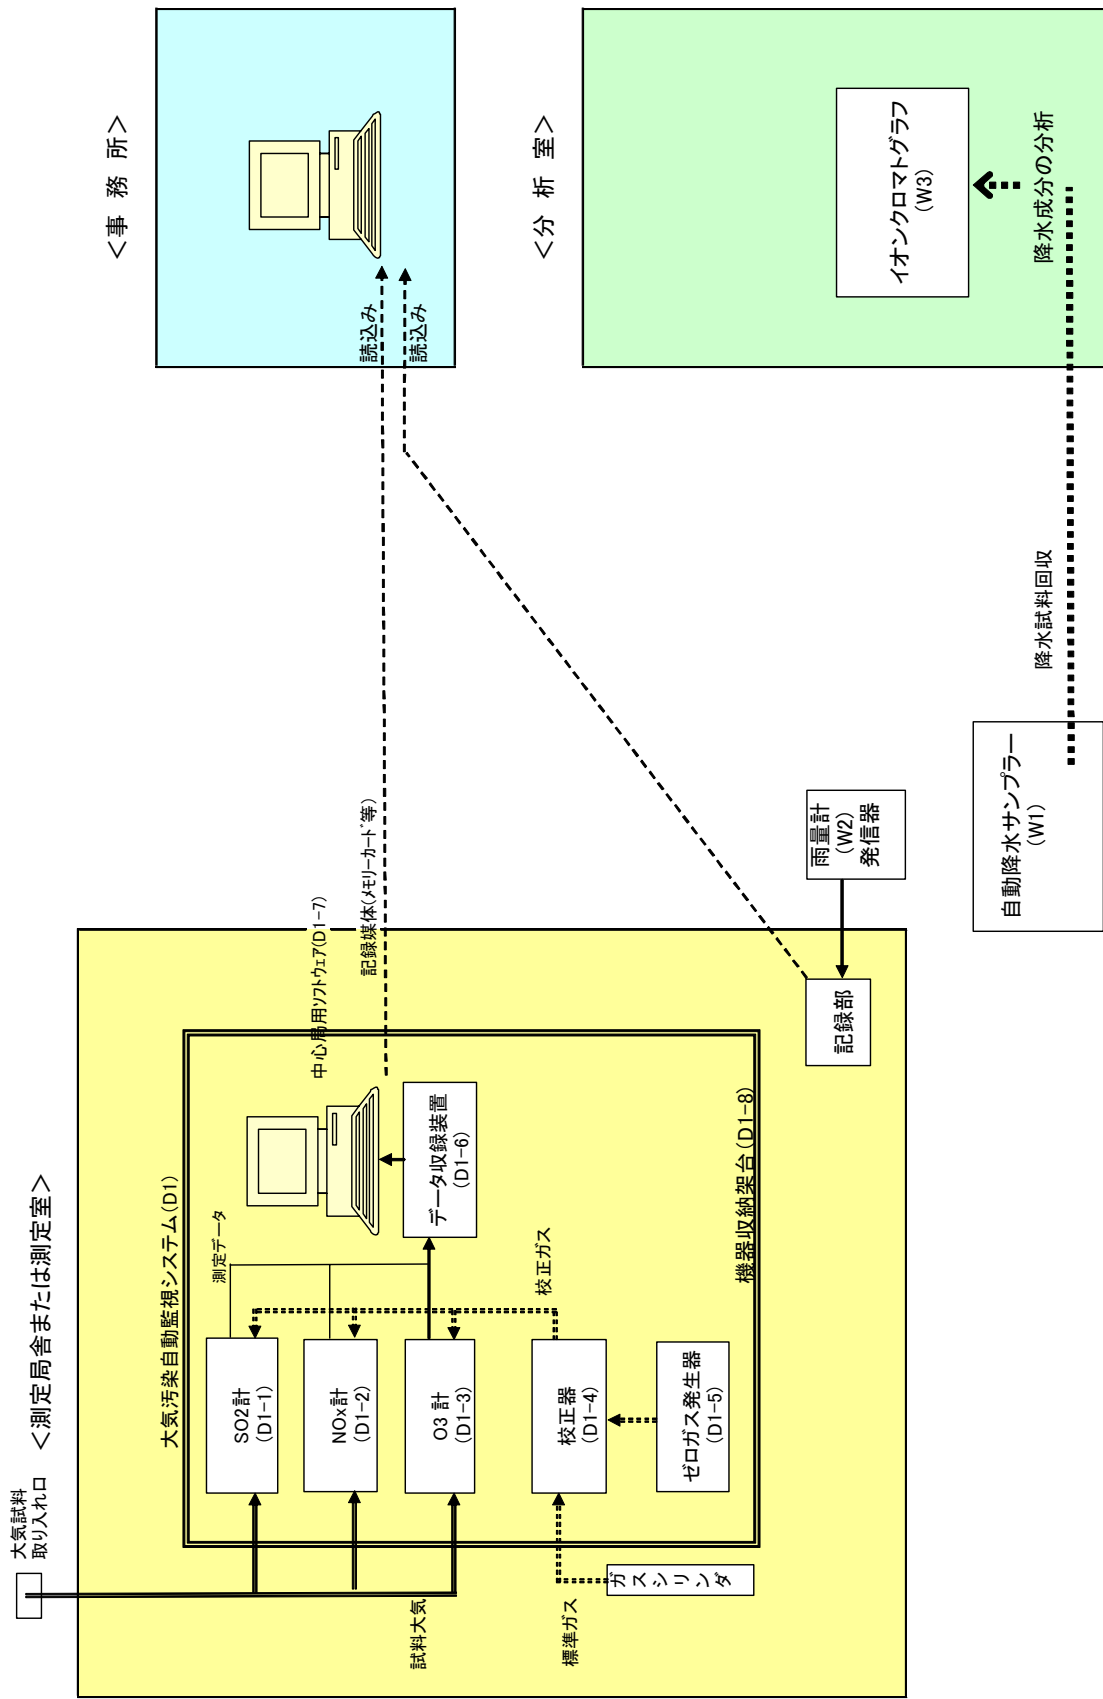 大気試料
取り入れ口
＜測定局舎または測定室＞
大気汚染自動監視システム(D1)
SO2計
(D1-1)
NOx計
(D1-2)
O3 計
(D1-3)
校正器
(D1-4)
ゼロガス発生器
(D1-5)
測定データ
校正ガス
試料大気
標準ガス
ガスシリンダ
データ収録装置
(D1-6)
中心局用ソフトウェア(D1-7)
記録媒体(メモリーカード等)
機器収納架台(D1-8)
記録部
雨量計
(W2)
発信器
自動降水サンプラー
(W1)
降水試料回収
＜事 務 所＞
読込み
読込み
＜分 析 室＞
イオンクロマトグラフ
(W3)
降水成分の分析